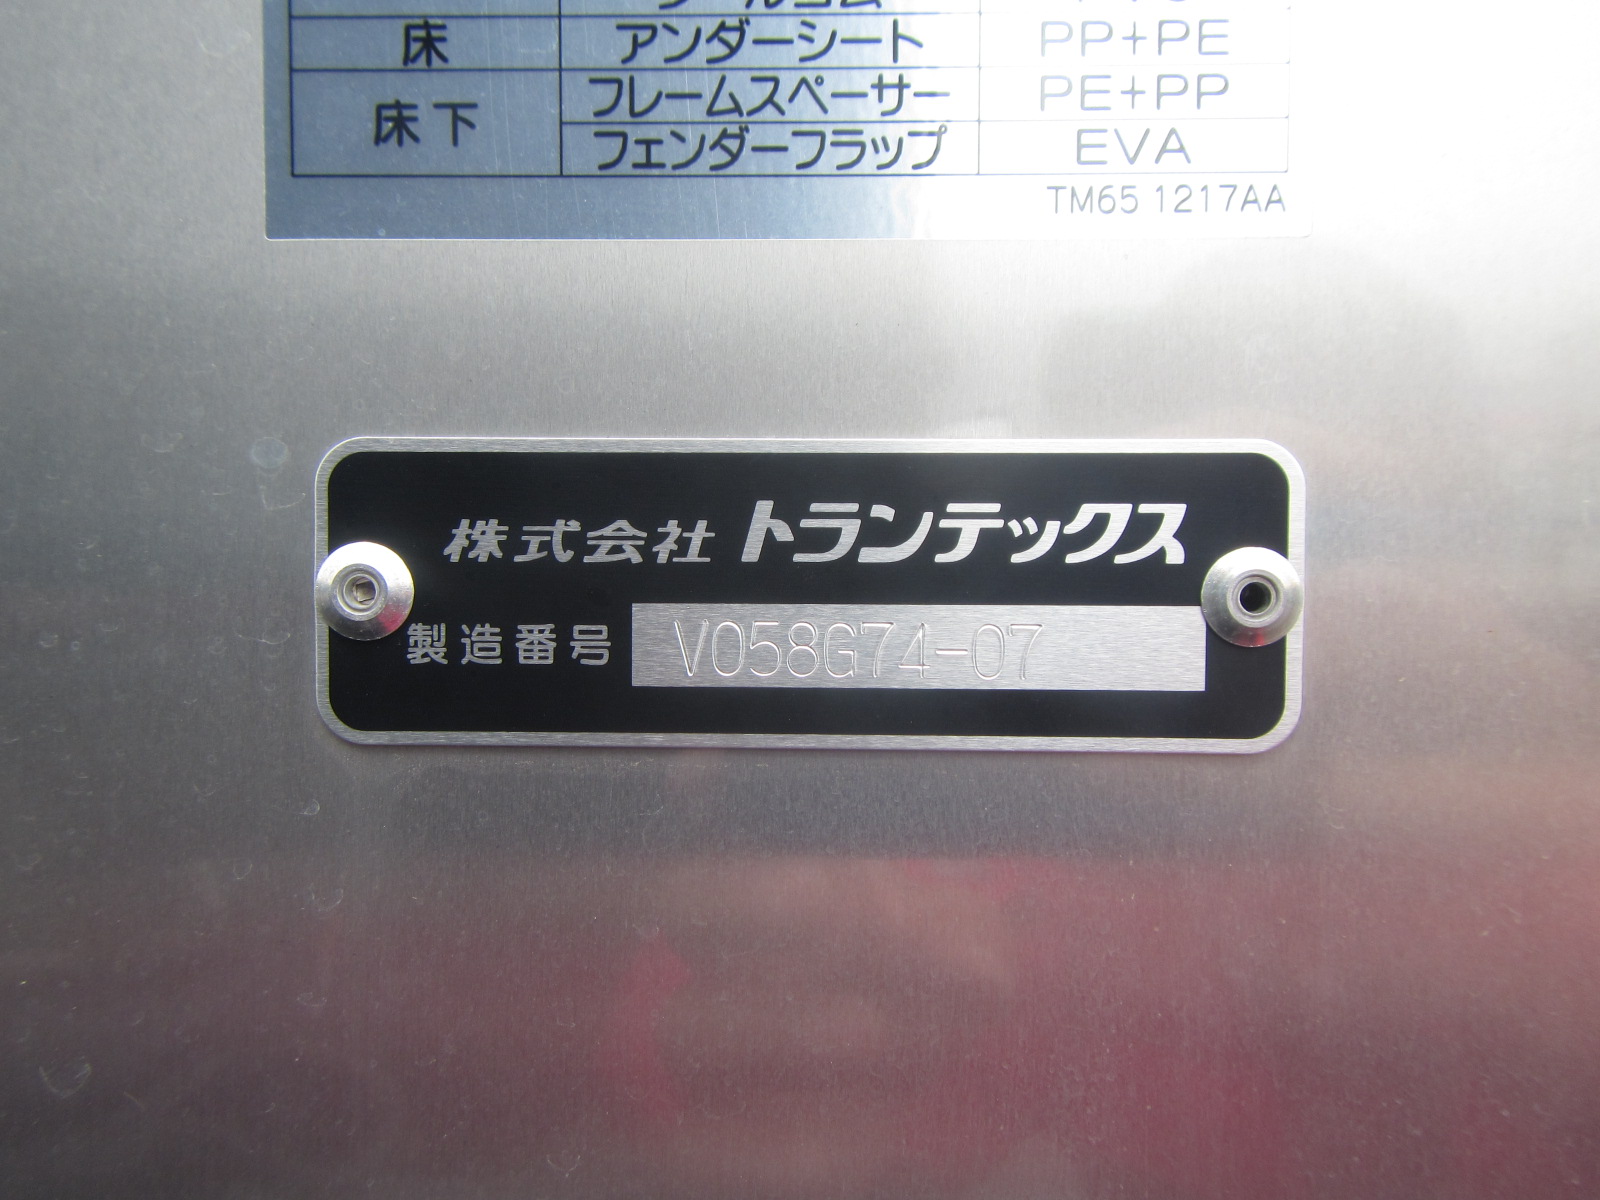 床 アンダーシート PP+PE
床下 フレームスペーサー PE+PP
フェンダーフラップ EVA
TM65 1217AA
株式会社 トランテックス
製造番号 V058G74-07